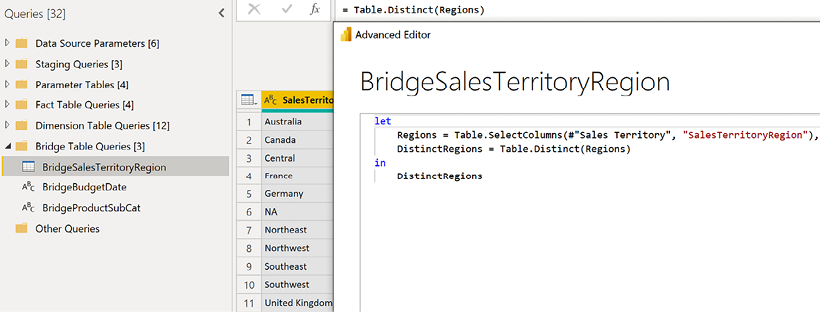 Queries [32]
= Table.Distinct(Regions)
Data Source Parameters [6]
Staging Queries [3]
Parameter Tables [4]
Fact Table Queries [4]
Dimension Table Queries [12]
Bridge Table Queries [3]
BridgeSalesTerritoryRegion
BridgeBudgetDate
BridgeProductSubCat
Other Queries
ABC SalesTerrito
1 Australia
2 Canada
3 Central
4 France
5 Germany
6 NA
7 Northeast
8 Northwest
9 Southeast
10 Southwest
11 United Kingdom
Advanced Editor
BridgeSalesTerritoryRegion
let
Regions = Table.SelectColumns(#"Sales Territory", "SalesTerritoryRegion"),
DistinctRegions = Table.Distinct(Regions)
in
DistinctRegions